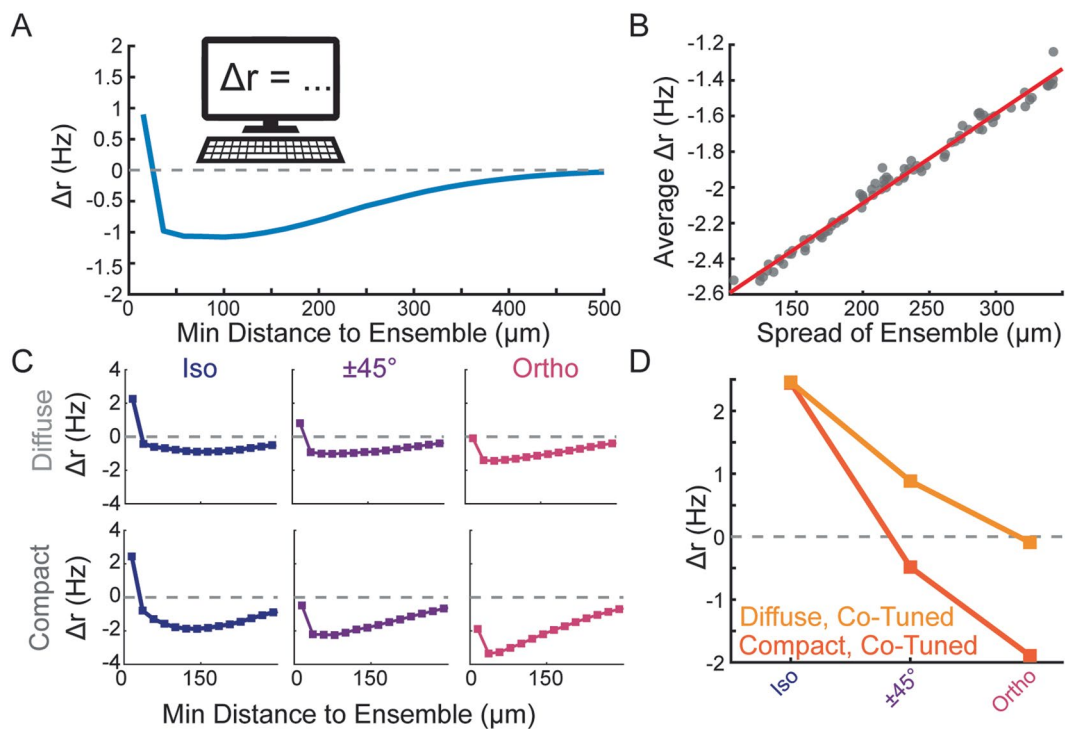 A
2
1.5
1
0.5
0
-0.5
-1
-1.5
-2
Δr (Hz)
Δr = ...
0
100
200
300
400
500
Min Distance to Ensemble (µm)
B
-1.2
-1.4
-1.6
-1.8
-2
-2.2
-2.4
-2.6
Average Δr (Hz)
150
200
250
300
Spread of Ensemble (µm)
C
Iso
±45°
Ortho
Diffuse
Δr (Hz)
4
2
0
-2
-4
Compact
Δr (Hz)
4
2
0
-2
-4
0
150
0
150
0
150
Min Distance to Ensemble (µm)
D
2
1
0
-1
-2
Δr (Hz)
Diffuse, Co-Tuned
Compact, Co-Tuned
Iso
±45°
Ortho